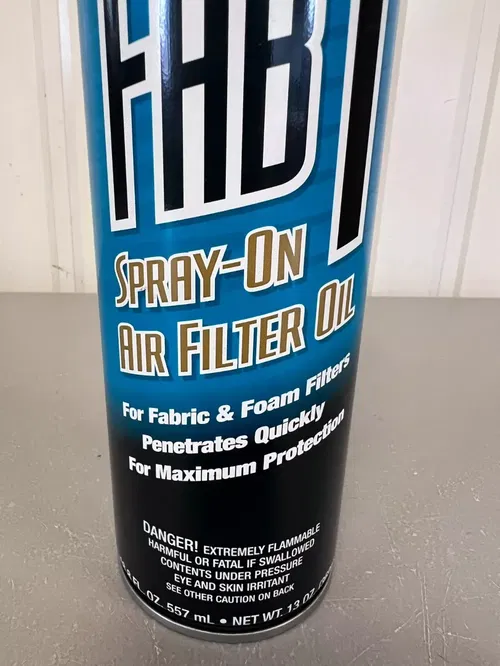 FAB 1
SPRAY-ON
AIR FILTER OIL
For Fabric & Foam Filters
Penetrates Quickly
For Maximum Protection
DANGER! EXTREMELY FLAMMABLE
HARMFUL OR FATAL IF SWALLOWED
CONTENTS UNDER PRESSURE
EYE AND SKIN IRRITANT
SEE OTHER CAUTION ON BACK
FL. OZ. 557 mL • NET WT. 13 OZ.